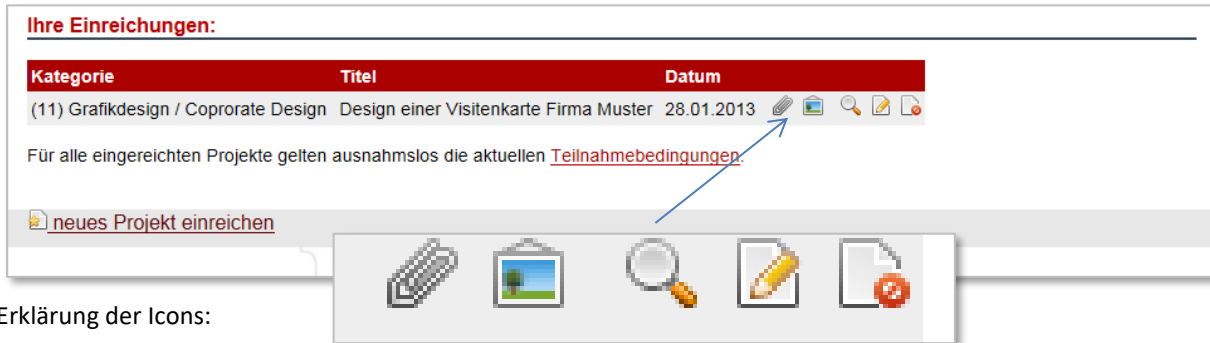 Ihre Einreichungen:
Kategorie Titel Datum
(11) Grafikdesign / Coprorate Design Design einer Visitenkarte Firma Muster 28.01.2013
Für alle eingereichten Projekte gelten ausnahmslos die aktuellen Teilnahmebedingungen.
neues Projekt einreichen
Erklärung der Icons: